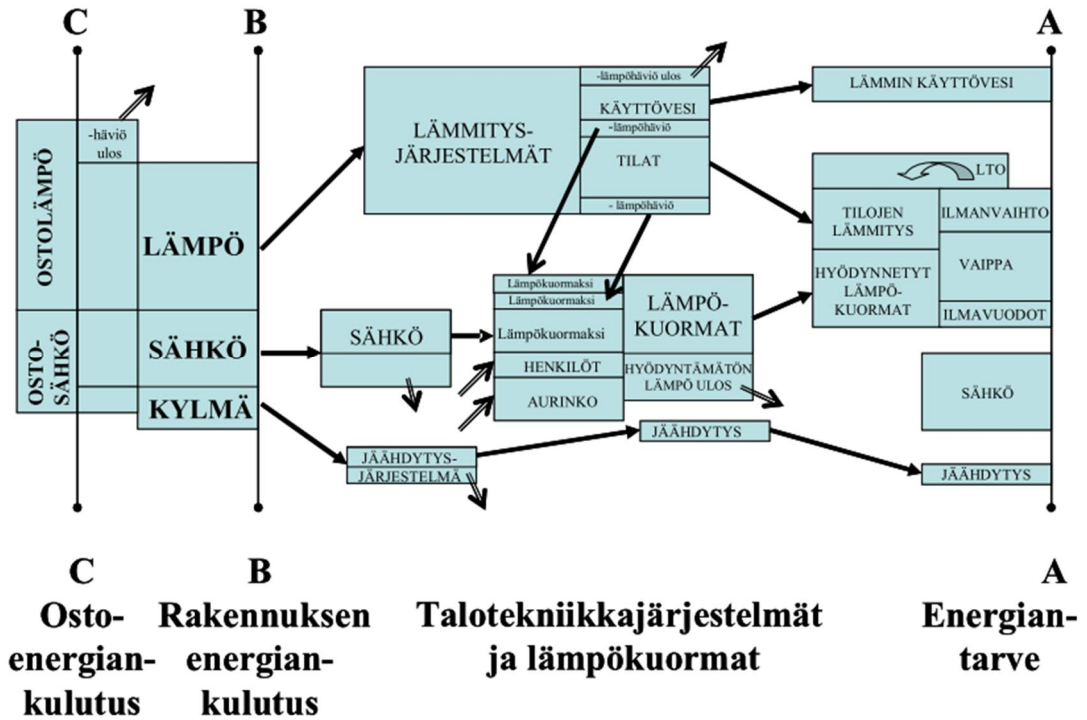 C
B
A
-häviö
ulos
OSTOLÄMPÖ
OSTO-
SÄHKÖ
LÄMPÖ
SÄHKÖ
KYLMÄ
LÄMMITYS-
JÄRJESTELMÄT
-lämpöhäviö ulos
KÄYTTÖVESI
-lämpöhäviö
TILAT
- lämpöhäviö
SÄHKÖ
JÄÄHDYTYS-
JÄRJESTELMÄ
Lämpökuormaksi
Lämpökuormaksi
Lämpökuormaksi
HENKILÖT
AURINKO
LÄMPÖ-
KUORMAT
HYÖDYNTÄMÄTÖN
LÄMPÖ ULOS
JÄÄHDYTYS
LÄMMIN KÄYTTÖVESI
LTO
TILOJEN
LÄMMITYS
HYÖDYNNETYT
LÄMPÖ-
KUORMAT
ILMANVAIHTO
VAIPPA
ILMAVUODOT
SÄHKÖ
JÄÄHDYTYS
C
Osto-
energian-
kulutus
B
Rakennuksen
energian-
kulutus
Talotekniikkajärjestelmät
ja lämpökuormat
A
Energian-
tarve